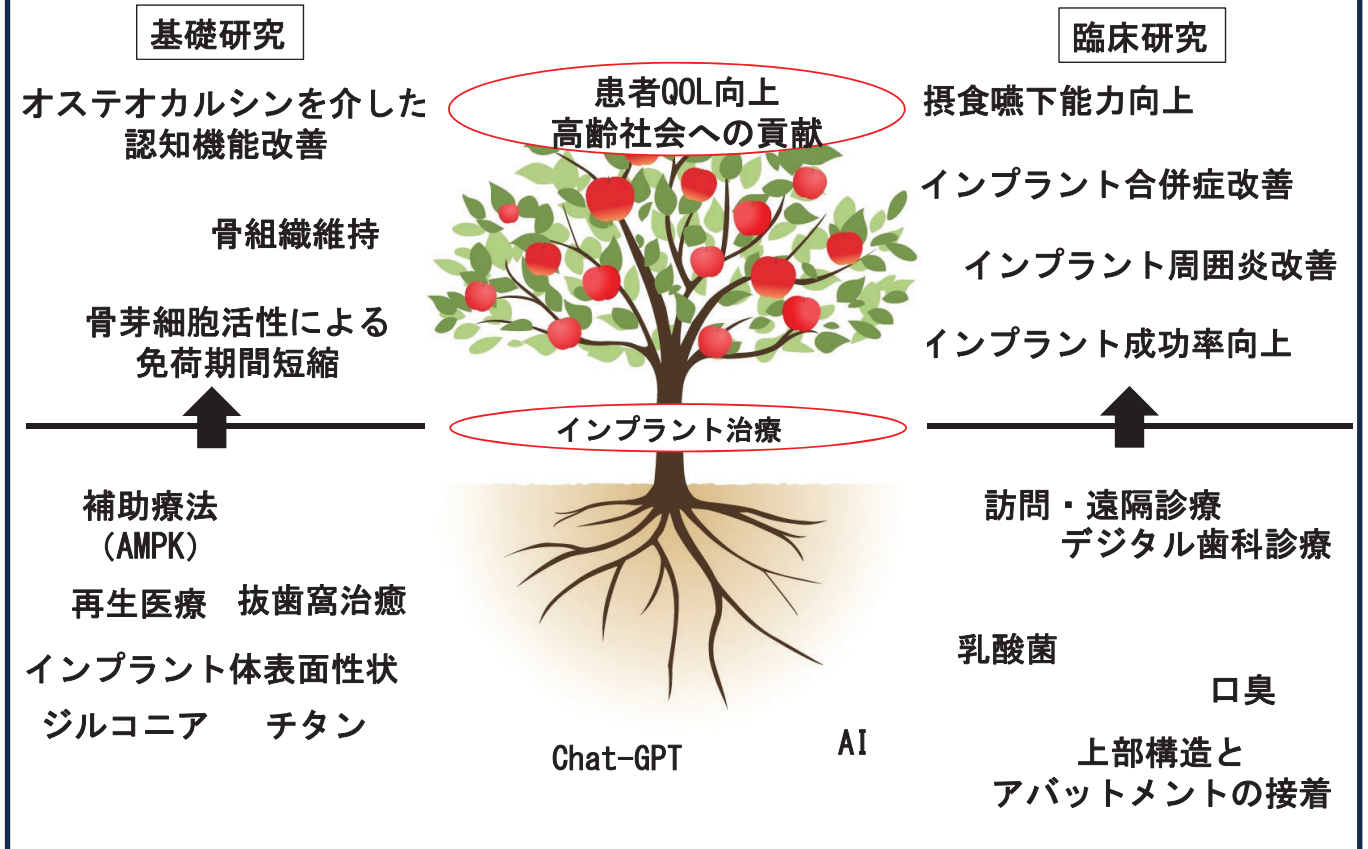 基礎研究
オステオカルシンを介した
認知機能改善
骨組織維持
骨芽細胞活性による
免荷期間短縮
補助療法
(AMPK)
再生医療
抜歯窩治癒
インプラント体表面性状
ジルコニア
チタン
患者QOL向上
高齢社会への貢献
インプラント治療
Chat-GPT
AI
臨床研究
摂食嚥下能力向上
インプラント合併症改善
インプラント周囲炎改善
インプラント成功率向上
訪問・遠隔診療
デジタル歯科診療
乳酸菌
口臭
上部構造と
アバットメントの接着